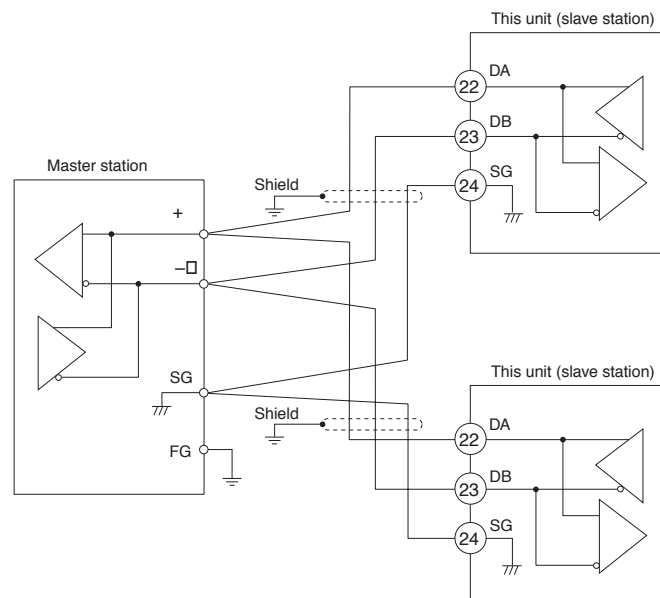 This unit (slave station)
DA
22
DB
23
SG
24
Master station
Shield
+
–▯
SG
FG
This unit (slave station)
Shield
DA
22
DB
23
SG
24